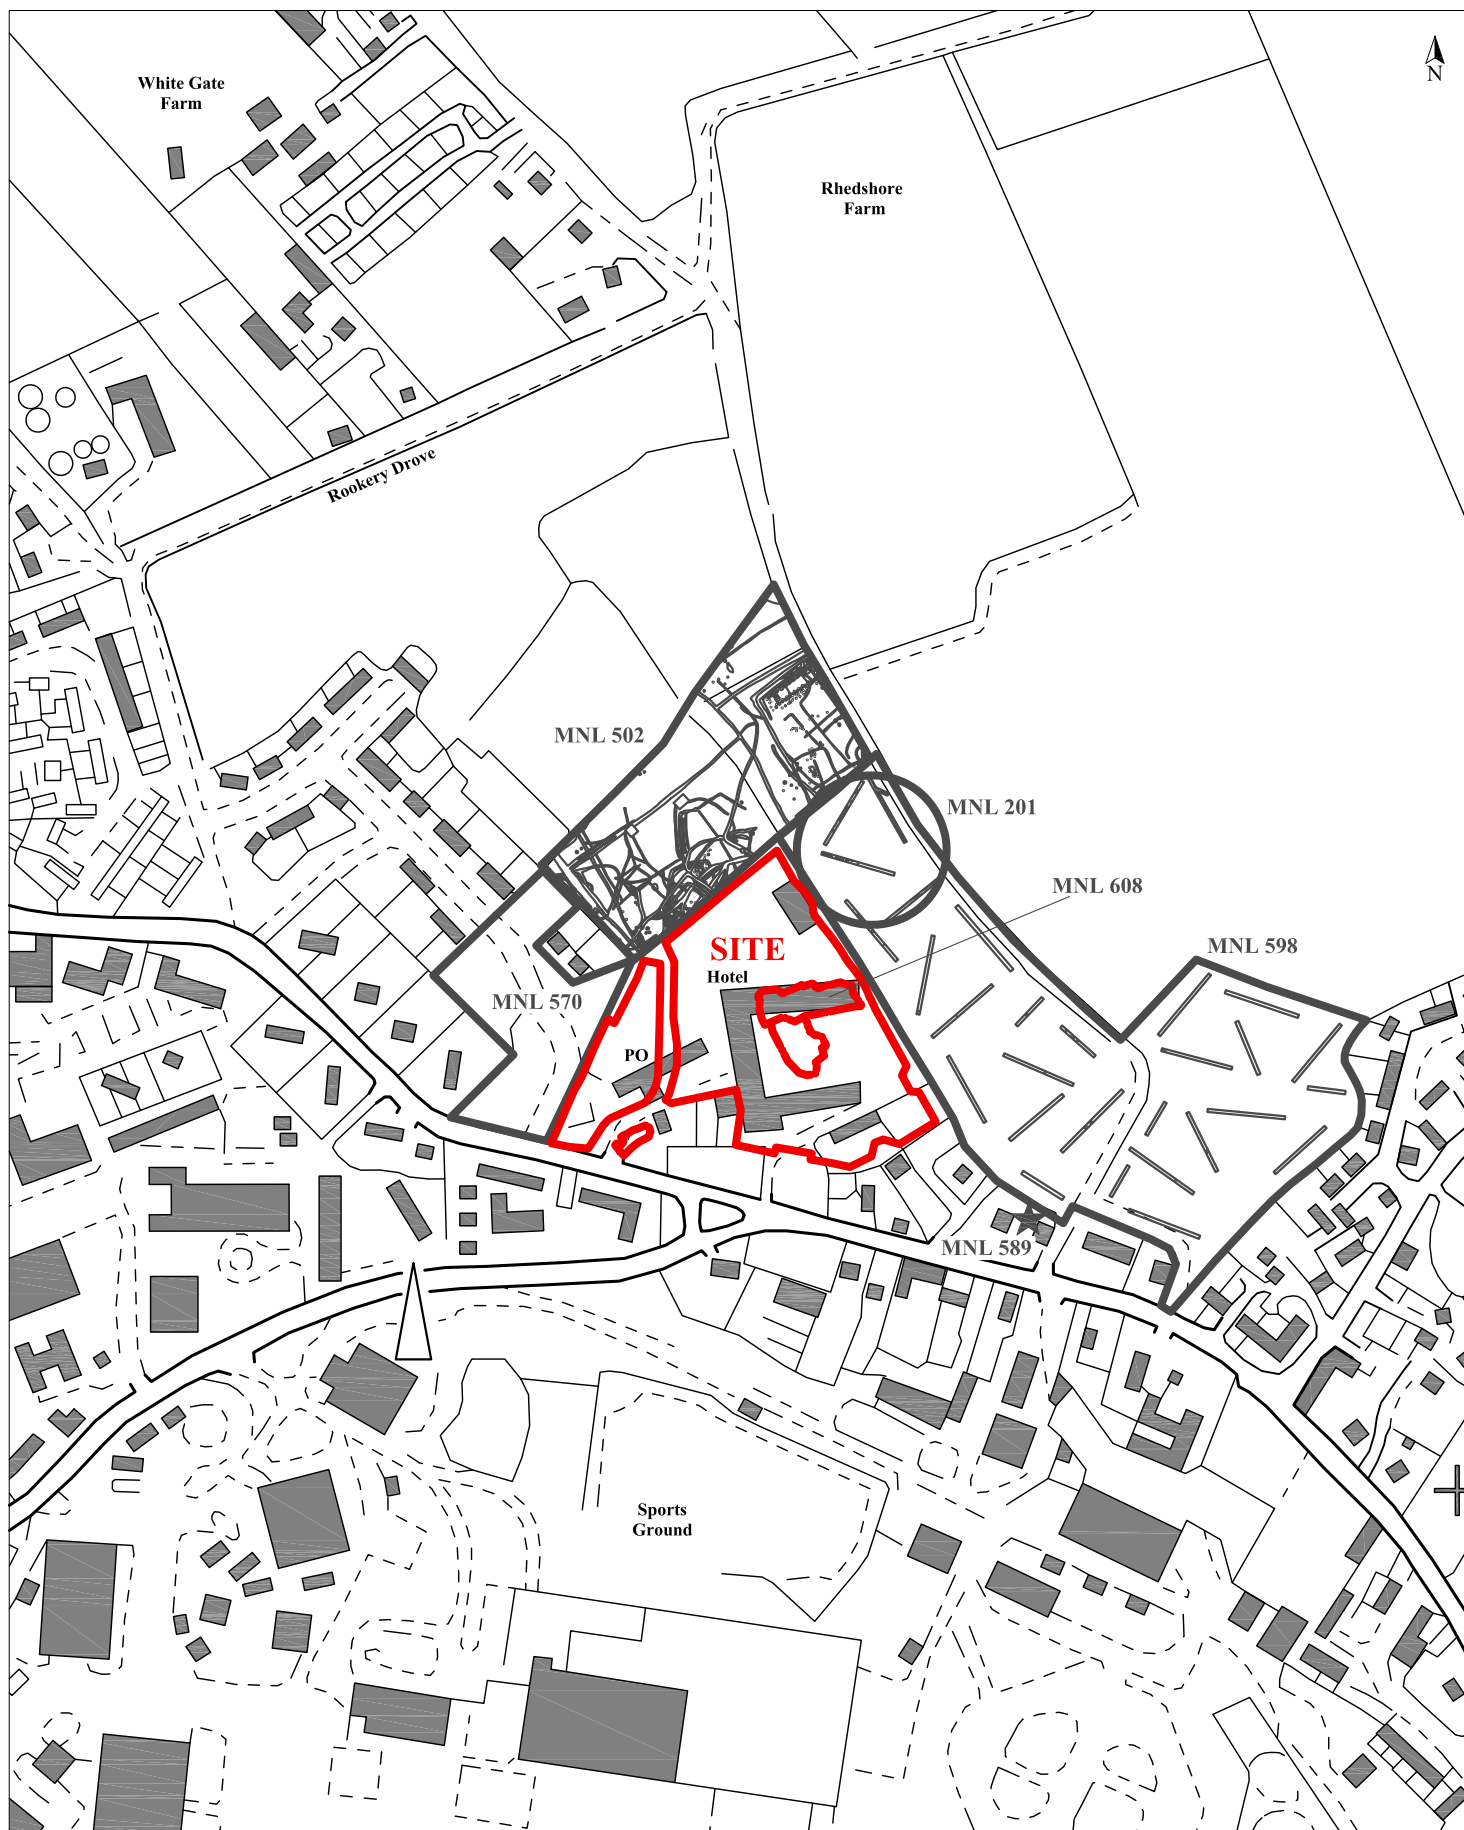 White Gate
Farm
N
Rhedshore
Farm
Rookery Drove
MNL 502
MNL 201
MNL 608
SITE
Hotel
MNL 598
MNL 570
PO
MNL 589
Sports
Ground